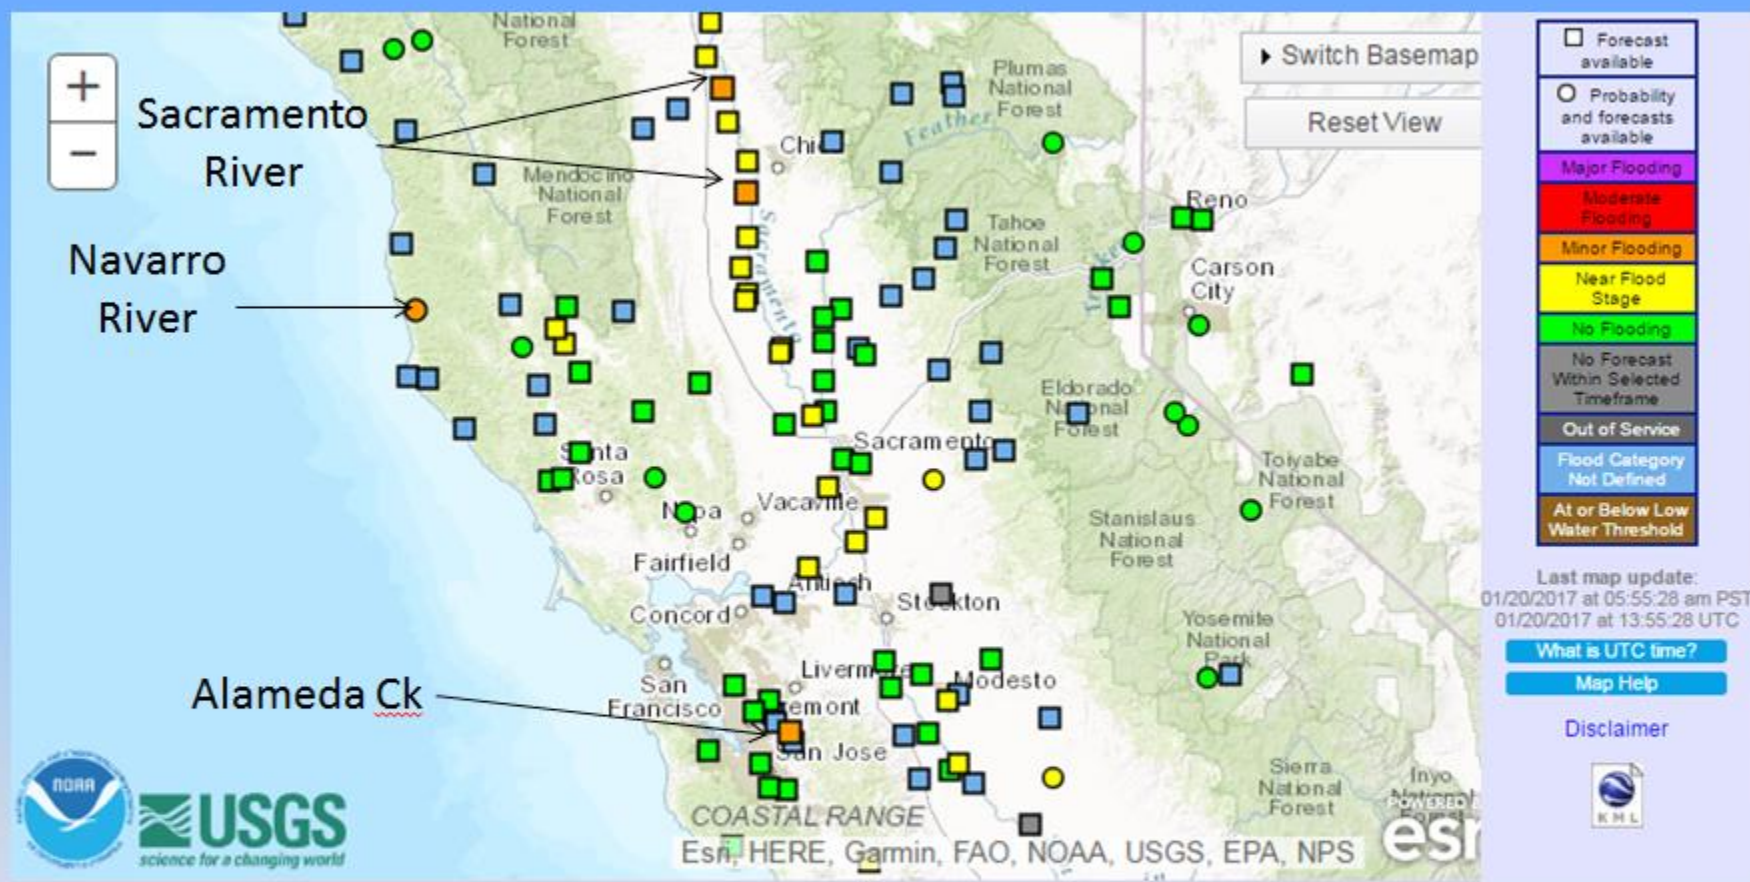 National
Forest
Sacramento
River
Mendocino
National
Forest
Navarro
River
Chi
Sacramento
Feather
Plumas
National
Forest
Tahoe
National
Forest
Reno
Carson
City
Eldorado
National
Forest
Sacramento
Santa
Rosa
Napa
Vacaville
Fairfield
Antioch
Concord
Stockton
Toiyabe
National
Forest
Stanislaus
National
Forest
Yosemite
National
Park
Livermore
Modesto
San
Francisco
Fremont
San Jose
Alameda Ck
Sierra
National
Forest
Inyo
National
Forest
COASTAL RANGE
NOAA
USGS
science for a changing world
Esri, HERE, Garmin, FAO, NOAA, USGS, EPA, NPS
POWERED B
esr
+
−
Switch Basemap
Reset View
Forecast
available
Probability
and forecasts
available
Major Flooding
Moderate
Flooding
Minor Flooding
Near Flood
Stage
No Flooding
No Forecast
Within Selected
Timeframe
Out of Service
Flood Category
Not Defined
At or Below Low
Water Threshold
Last map update:
01/20/2017 at 05:55:28 am PST
01/20/2017 at 13:55:28 UTC
What is UTC time?
Map Help
Disclaimer
KML